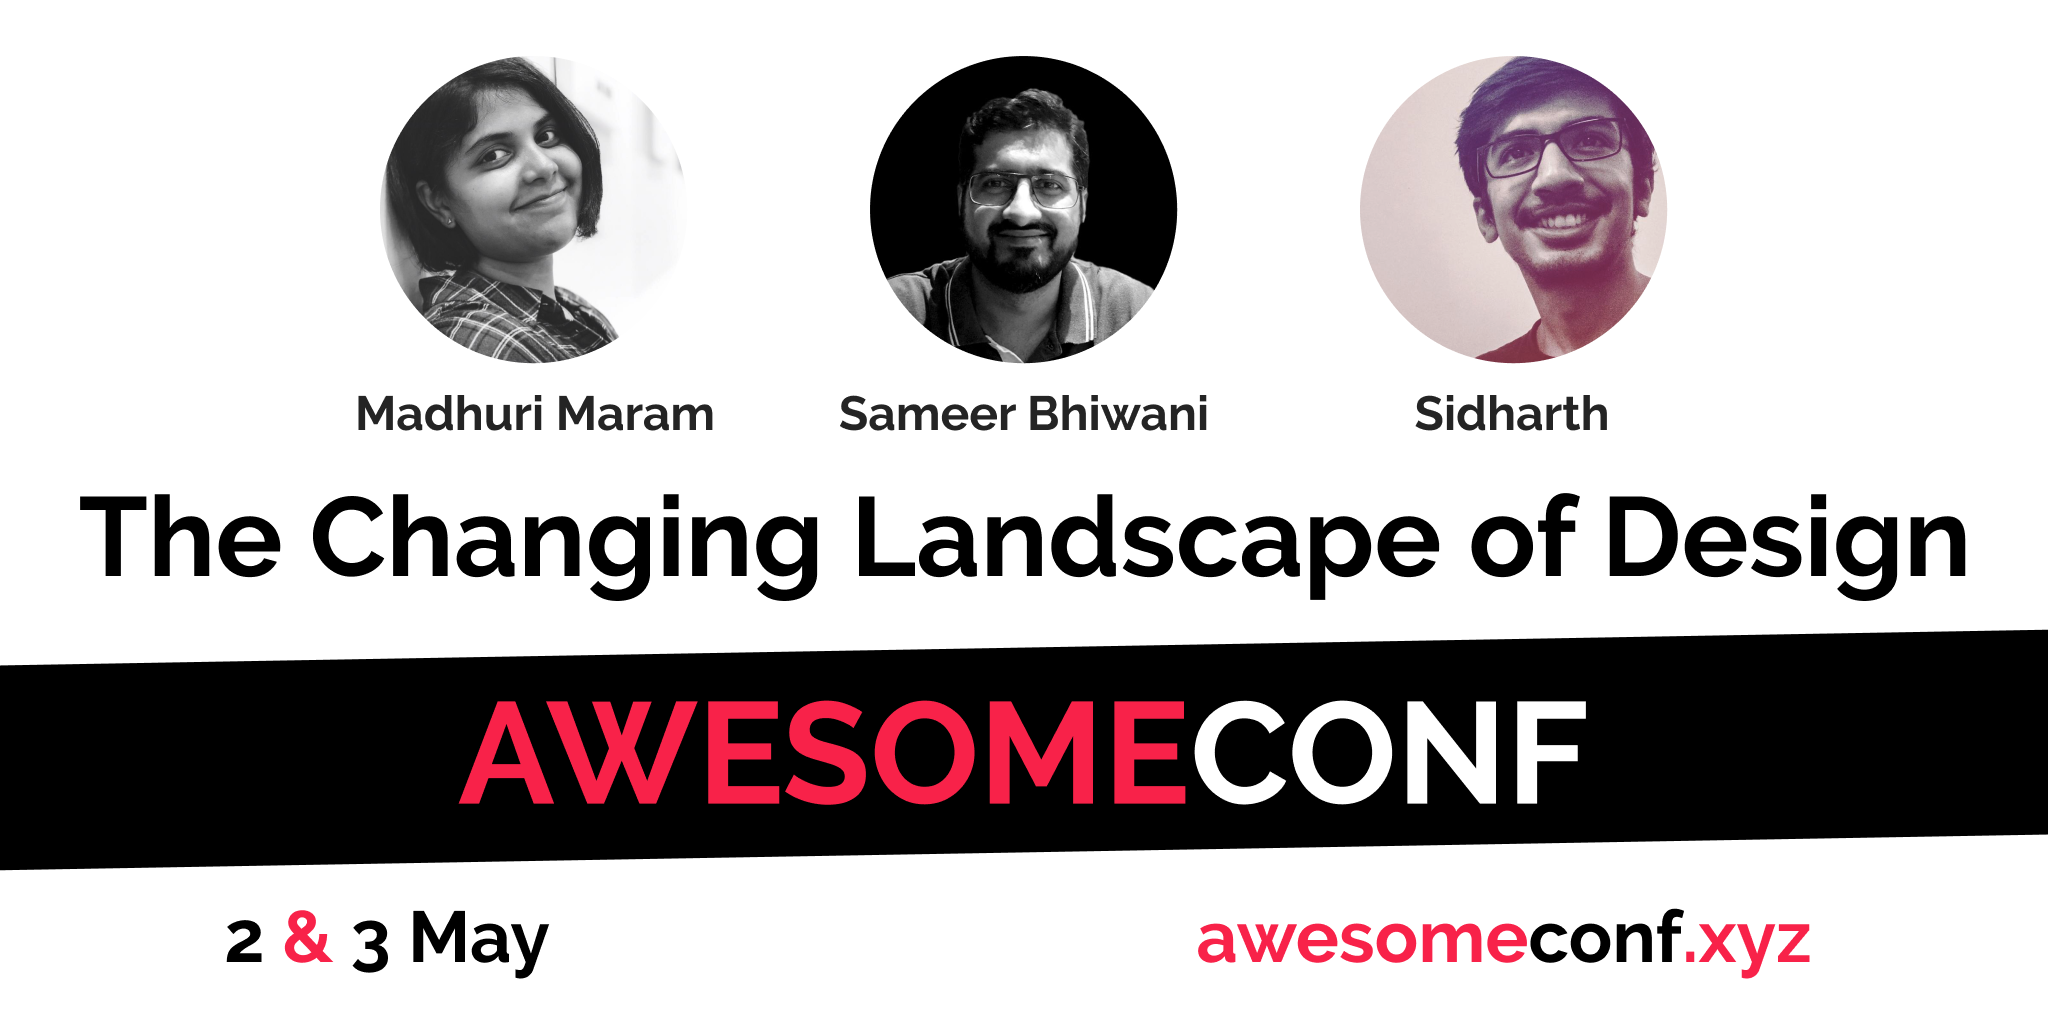 Madhuri Maram
Sameer Bhiwani
Sidharth
The Changing Landscape of Design
AWESOMECONF
2 & 3 May
awesomeconf.xyz